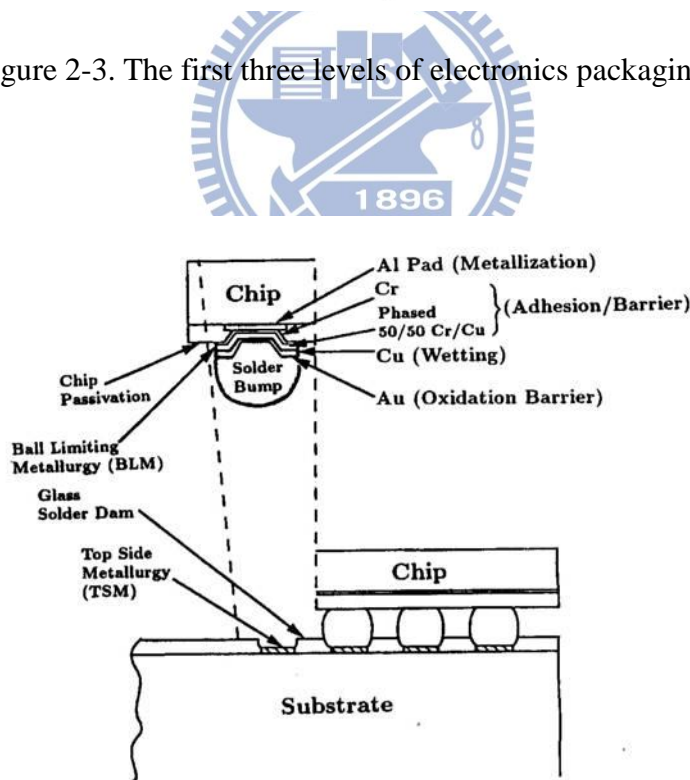 gure 2-3. The first three levels of electronics packagin
E S
1896
Al Pad (Metallization)
Chip
Cr
Phased
50/50 Cr/Cu
(Adhesion/Barrier)
Cu (Wetting)
Solder
Bump
Au (Oxidation Barrier)
Chip
Passivation
Ball Limiting
Metallurgy (BLM)
Glass
Solder Dam
Top Side
Metallurgy
(TSM)
Chip
Substrate